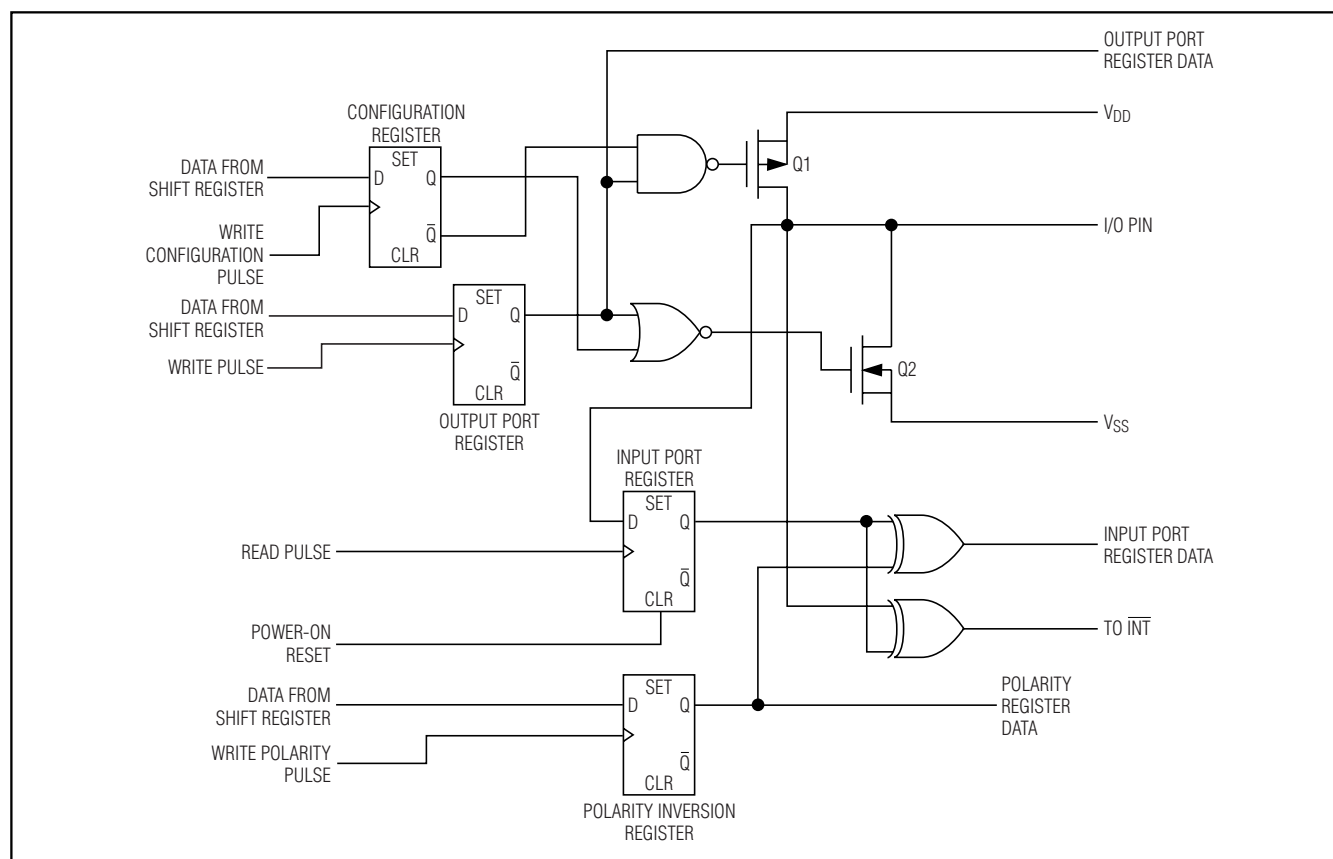 OUTPUT PORT
REGISTER DATA
V_DD
CONFIGURATION
REGISTER
SET
D
Q
Q̅
CLR
DATA FROM
SHIFT REGISTER
WRITE
CONFIGURATION
PULSE
Q1
I/O PIN
DATA FROM
SHIFT REGISTER
WRITE PULSE
SET
D
Q
Q̅
CLR
OUTPUT PORT
REGISTER
Q2
V_SS
INPUT PORT
REGISTER
SET
D
Q
Q̅
CLR
READ PULSE
POWER-ON
RESET
INPUT PORT
REGISTER DATA
TO I̅N̅T̅
DATA FROM
SHIFT REGISTER
WRITE POLARITY
PULSE
SET
D
Q
Q̅
CLR
POLARITY INVERSION
REGISTER
POLARITY
REGISTER
DATA